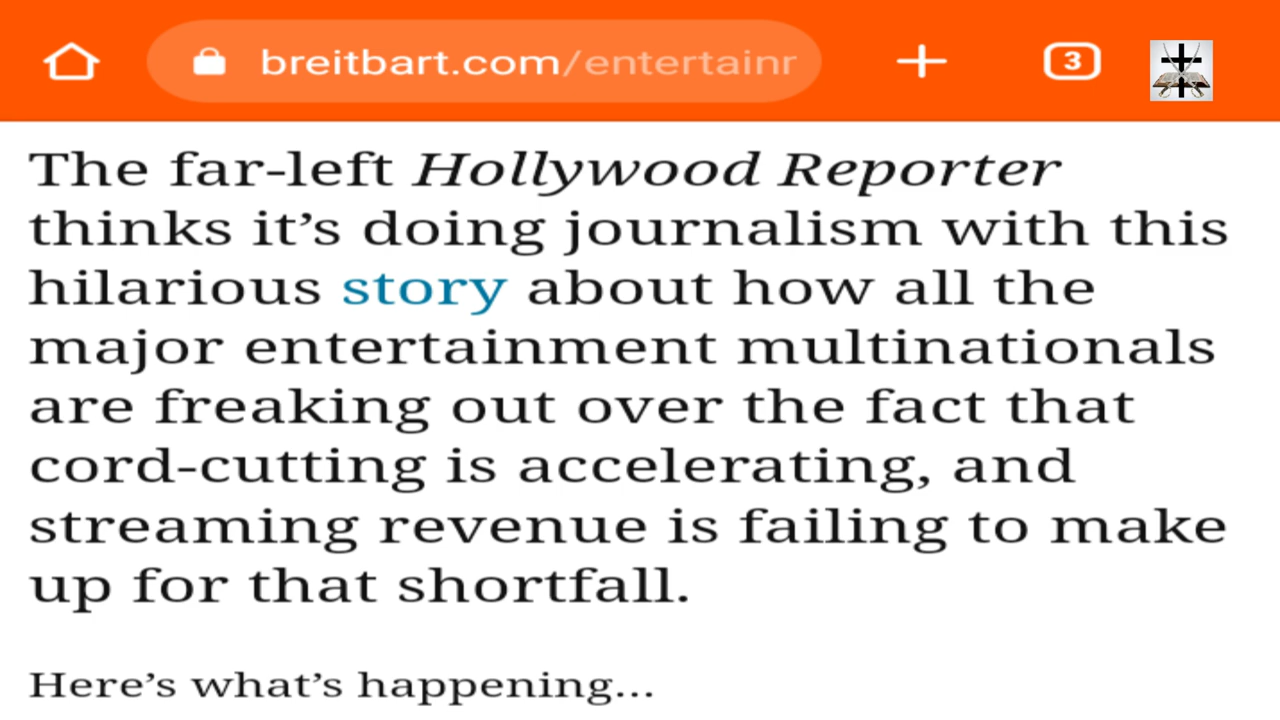 breitbart.com/entertainr
3
The far-left Hollywood Reporter
thinks it’s doing journalism with this
hilarious story about how all the
major entertainment multinationals
are freaking out over the fact that
cord-cutting is accelerating, and
streaming revenue is failing to make
up for that shortfall.
Here’s what’s happening...